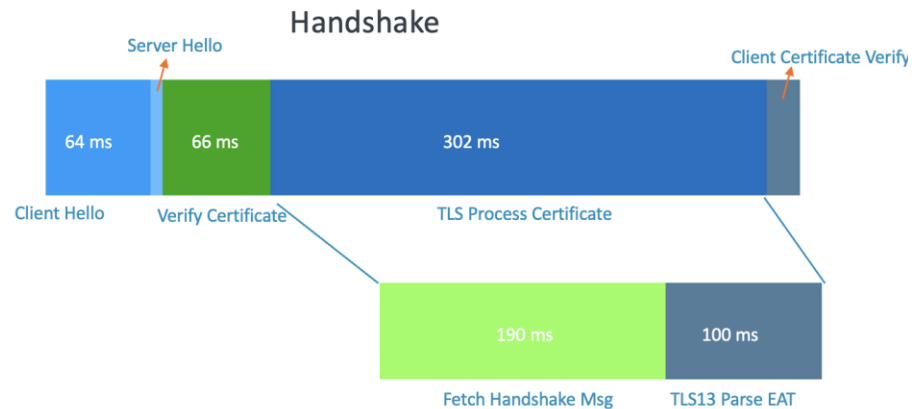 Handshake
Server Hello
Client Certificate Verify
64 ms
66 ms
302 ms
Client Hello
Verify Certificate
TLS Process Certificate
190 ms
100 ms
Fetch Handshake Msg
TLS13 Parse EAT